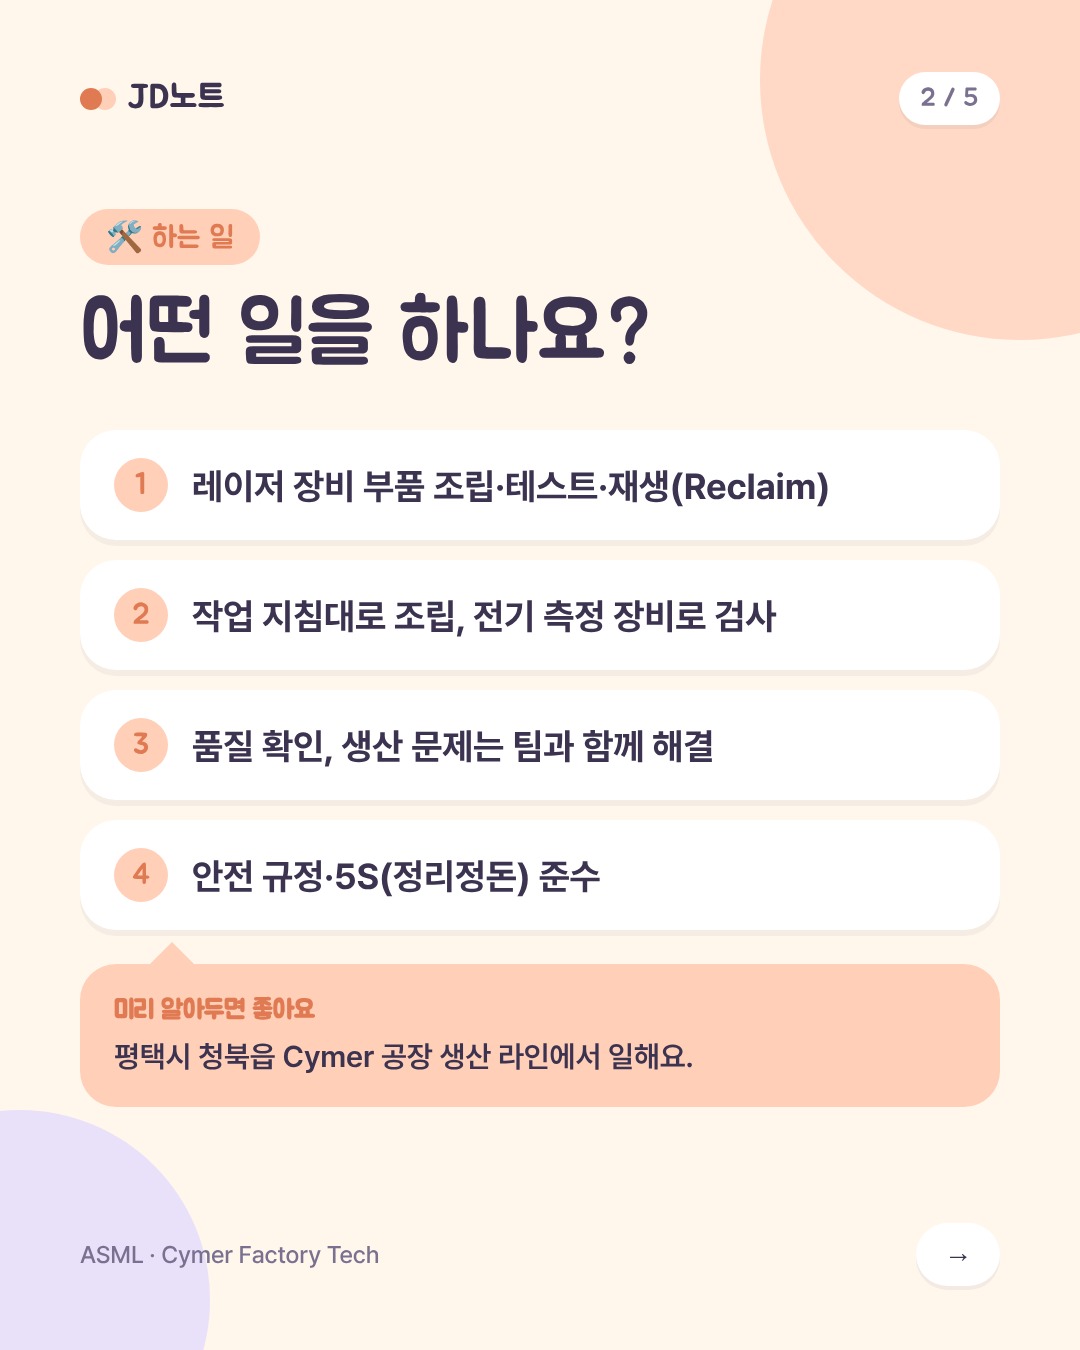 JD노트
2 / 5
🛠️ 하는 일
어떤 일을 하나요?
1 레이저 장비 부품 조립·테스트·재생(Reclaim)
2 작업 지침대로 조립, 전기 측정 장비로 검사
3 품질 확인, 생산 문제는 팀과 함께 해결
4 안전 규정·5S(정리정돈) 준수
미리 알아두면 좋아요
평택시 청북읍 Cymer 공장 생산 라인에서 일해요.
ASML · Cymer Factory Tech
→